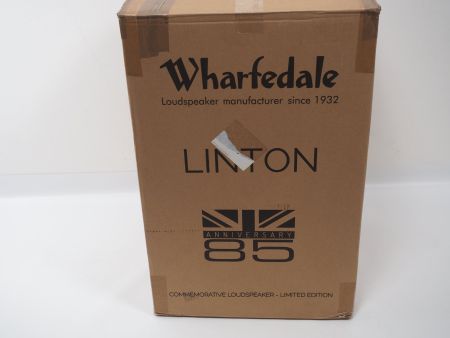 Wharfedale
Loudspeaker manufacturer since 1932
LINTON
ANNIVERSARY
85
COMMEMORATIVE LOUDSPEAKER - LIMITED EDITION